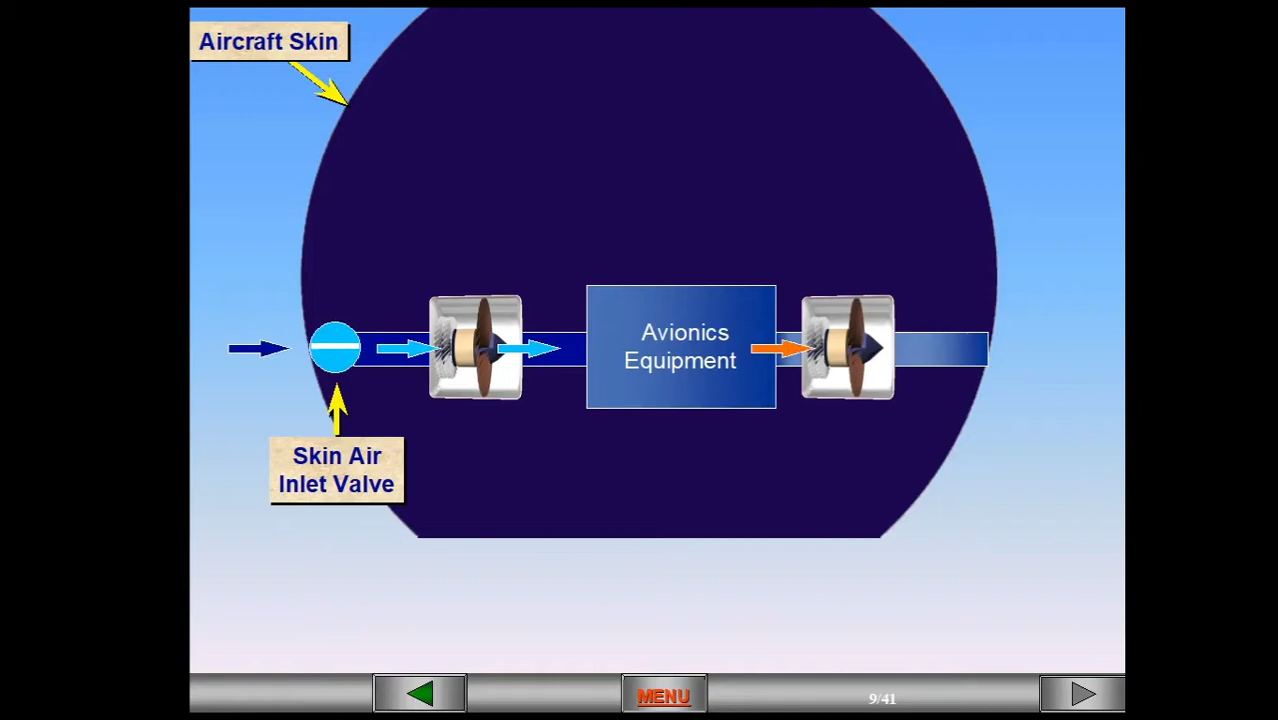 Aircraft Skin
Avionics
Equipment
Skin Air
Inlet Valve
MENU
9/41